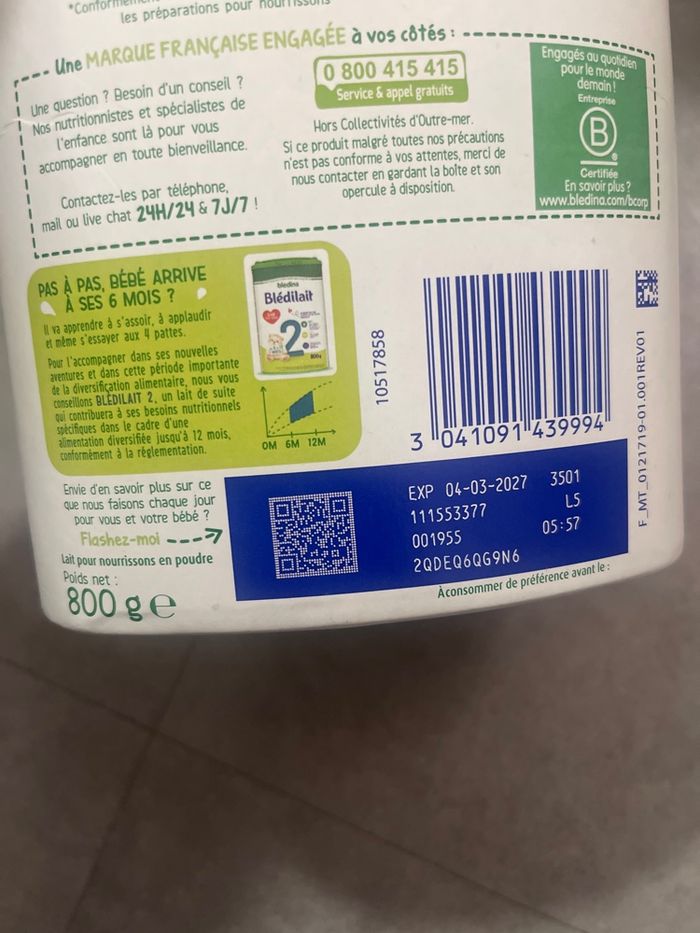 *Conformém
les préparations pour nourrissons
Une MARQUE FRANÇAISE ENGAGÉE à vos côtés :
Une question ? Besoin d'un conseil ?
Nos nutritionnistes et spécialistes de
l'enfance sont là pour vous
accompagner en toute bienveillance.
Contactez-les par téléphone,
mail ou live chat 24H/24 & 7J/7 !
0 800 415 415
Service & appel gratuits
Hors Collectivités d'Outre-mer.
Si ce produit malgré toutes nos précautions
n'est pas conforme à vos attentes, merci de
nous contacter en gardant la boîte et son
opercule à disposition.
Engagés au quotidien
pour le monde
demain !
Entreprise
B
Certifiée
En savoir plus ?
www.bledina.com/bcorp
PAS À PAS, BÉBÉ ARRIVE
À SES 6 MOIS ?
Il va apprendre à s'assoir, à applaudir
et même s'essayer aux 4 pattes.
Pour l'accompagner dans ses nouvelles
aventures et dans cette période importante
de la diversification alimentaire, nous vous
conseillons BLÉDILAIT 2, un lait de suite
qui contribuera à ses besoins nutritionnels
spécifiques dans le cadre d'une
alimentation diversifiée jusqu'à 12 mois,
conformément à la règlementation.
bledina
Blédilait
2
800g
0M 6M 12M
10517858
3 041091 439994
F_MT_0121719-01.001REV01
Envie d'en savoir plus sur ce
que nous faisons chaque jour
pour vous et votre bébé ?
Flashez-moi
Lait pour nourrissons en poudre
Poids net :
800 g e
EXP 04-03-2027 3501
111553377 L5
001955 05:57
2QDEQ6QG9N6
À consommer de préférence avant le :